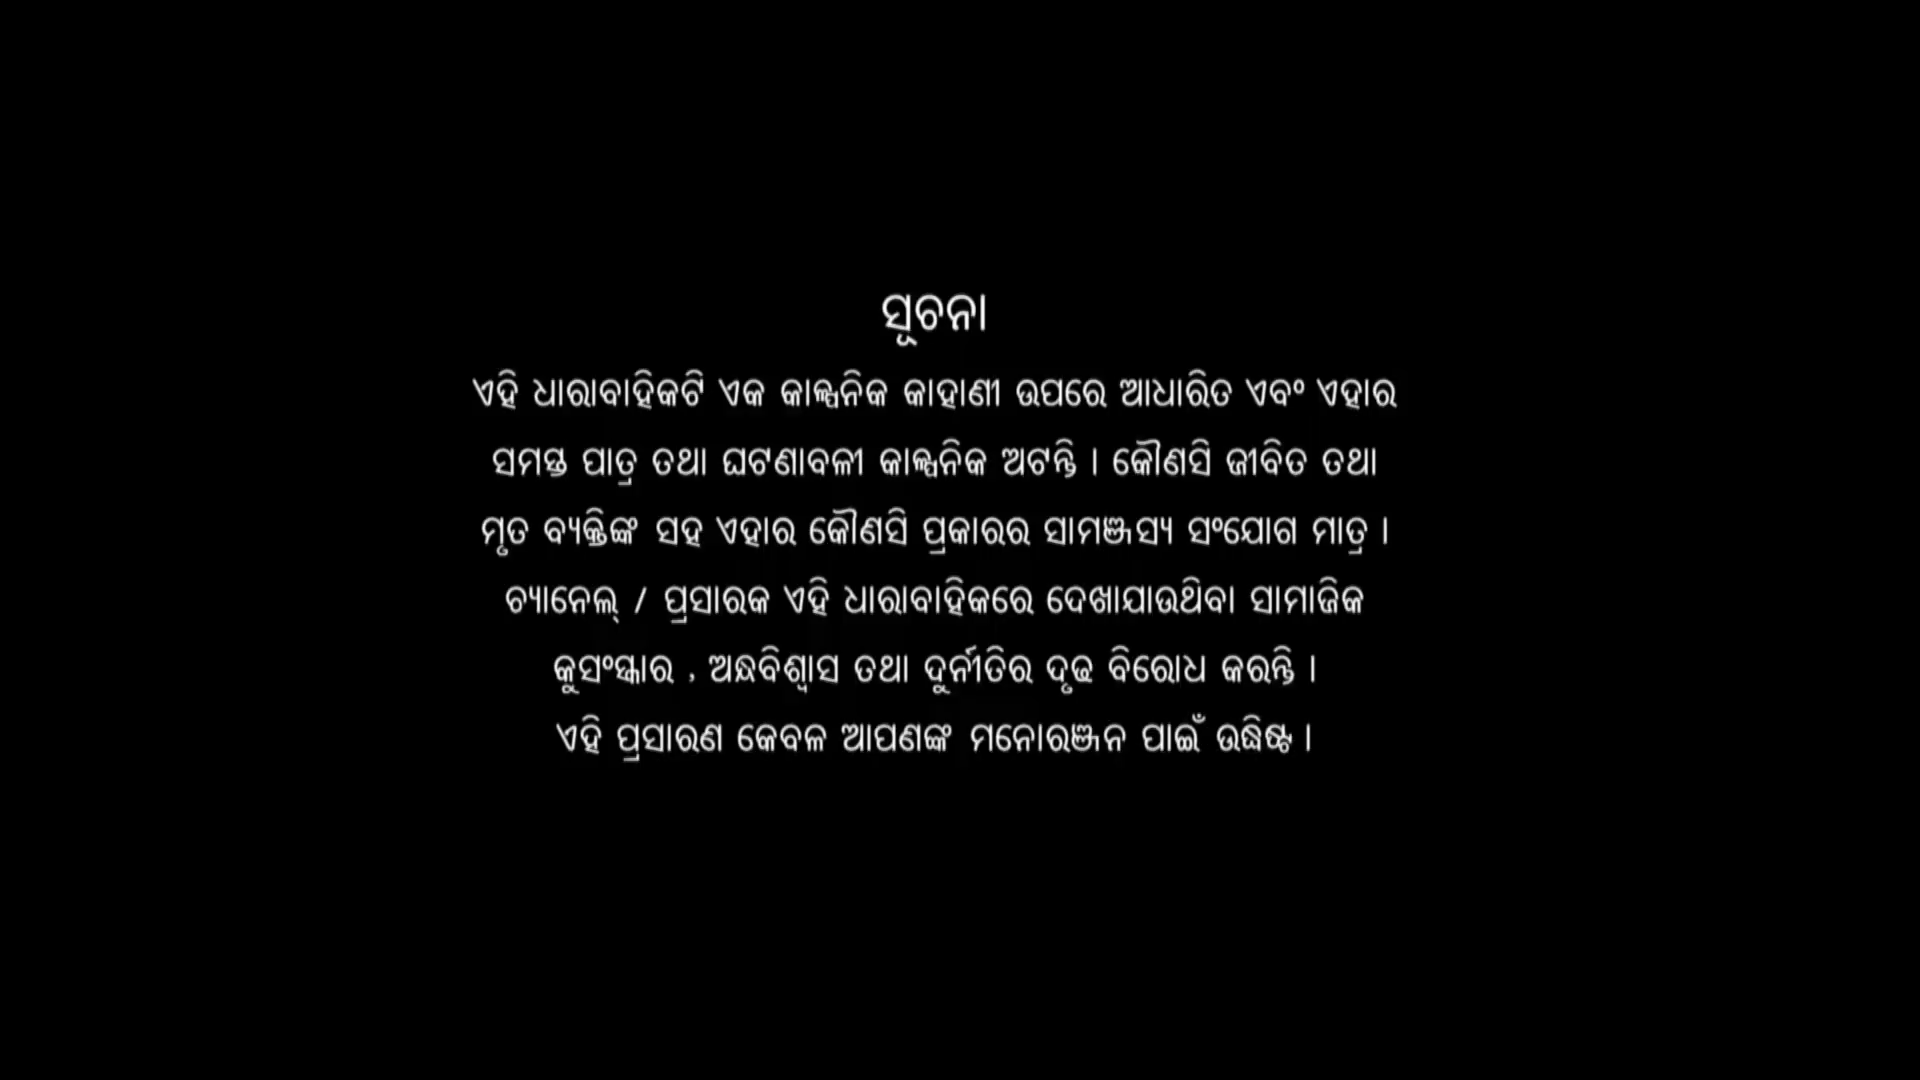 ସୂଚନା
ଏହି ଧାରାବାହିକଟି ଏକ କାଳ୍ପନିକ କାହାଣୀ ଉପରେ ଆଧାରିତ ଏବଂ ଏହାର
ସମସ୍ତ ପାତ୍ର ତଥା ଘଟଣାବଳୀ କାଳ୍ପନିକ ଅଟନ୍ତି । କୌଣସି ଜୀବିତ ତଥା
ମୃତ ବ୍ୟକ୍ତିଙ୍କ ସହ ଏହାର କୌଣସି ପ୍ରକାରର ସାମଞ୍ଜସ୍ୟ ସଂଯୋଗ ମାତ୍ର ।
ଚ୍ୟାନେଲ୍ / ପ୍ରସାରକ ଏହି ଧାରାବାହିକରେ ଦେଖାଯାଉଥିବା ସାମାଜିକ
କୁସଂସ୍କାର , ଅନ୍ଧବିଶ୍ୱାସ ତଥା ଦୁର୍ନୀତିର ଦୃଢ ବିରୋଧ କରନ୍ତି ।
ଏହି ପ୍ରସାରଣ କେବଳ ଆପଣଙ୍କ ମନୋରଞ୍ଜନ ପାଇଁ ଉଦ୍ଧିଷ୍ଟ ।